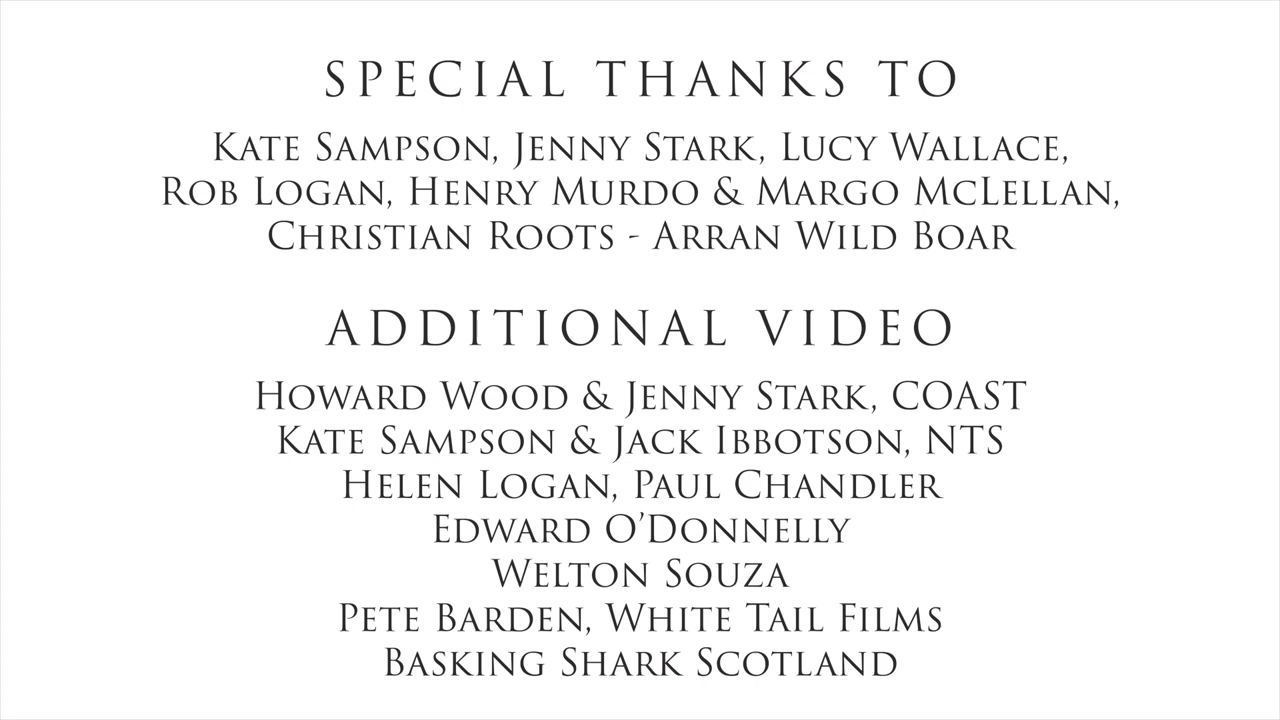 SPECIAL THANKS TO
KATE SAMPSON, JENNY STARK, LUCY WALLACE,
ROB LOGAN, HENRY MURDO & MARGO MCLELLAN,
CHRISTIAN ROOTS - ARRAN WILD BOAR
ADDITIONAL VIDEO
HOWARD WOOD & JENNY STARK, COAST
KATE SAMPSON & JACK IBBOTSON, NTS
HELEN LOGAN, PAUL CHANDLER
EDWARD O’DONNELLY
WELTON SOUZA
PETE BARDEN, WHITE TAIL FILMS
BASKING SHARK SCOTLAND